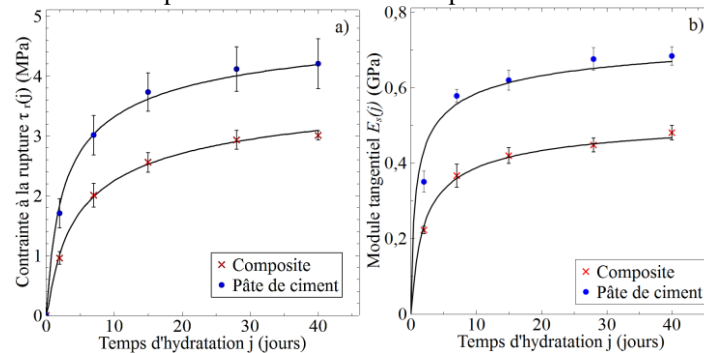 a)
Contrainte à la rupture τᵣ(j) (MPa)
5
4
3
2
1
0
× Composite
● Pâte de ciment
0 10 20 30 40
Temps d'hydratation j (jours)
b)
Module tangentiel Eₛ(j) (GPa)
0,8
0,6
0,4
0,2
0
× Composite
● Pâte de ciment
0 10 20 30 40
Temps d'hydratation j (jours)